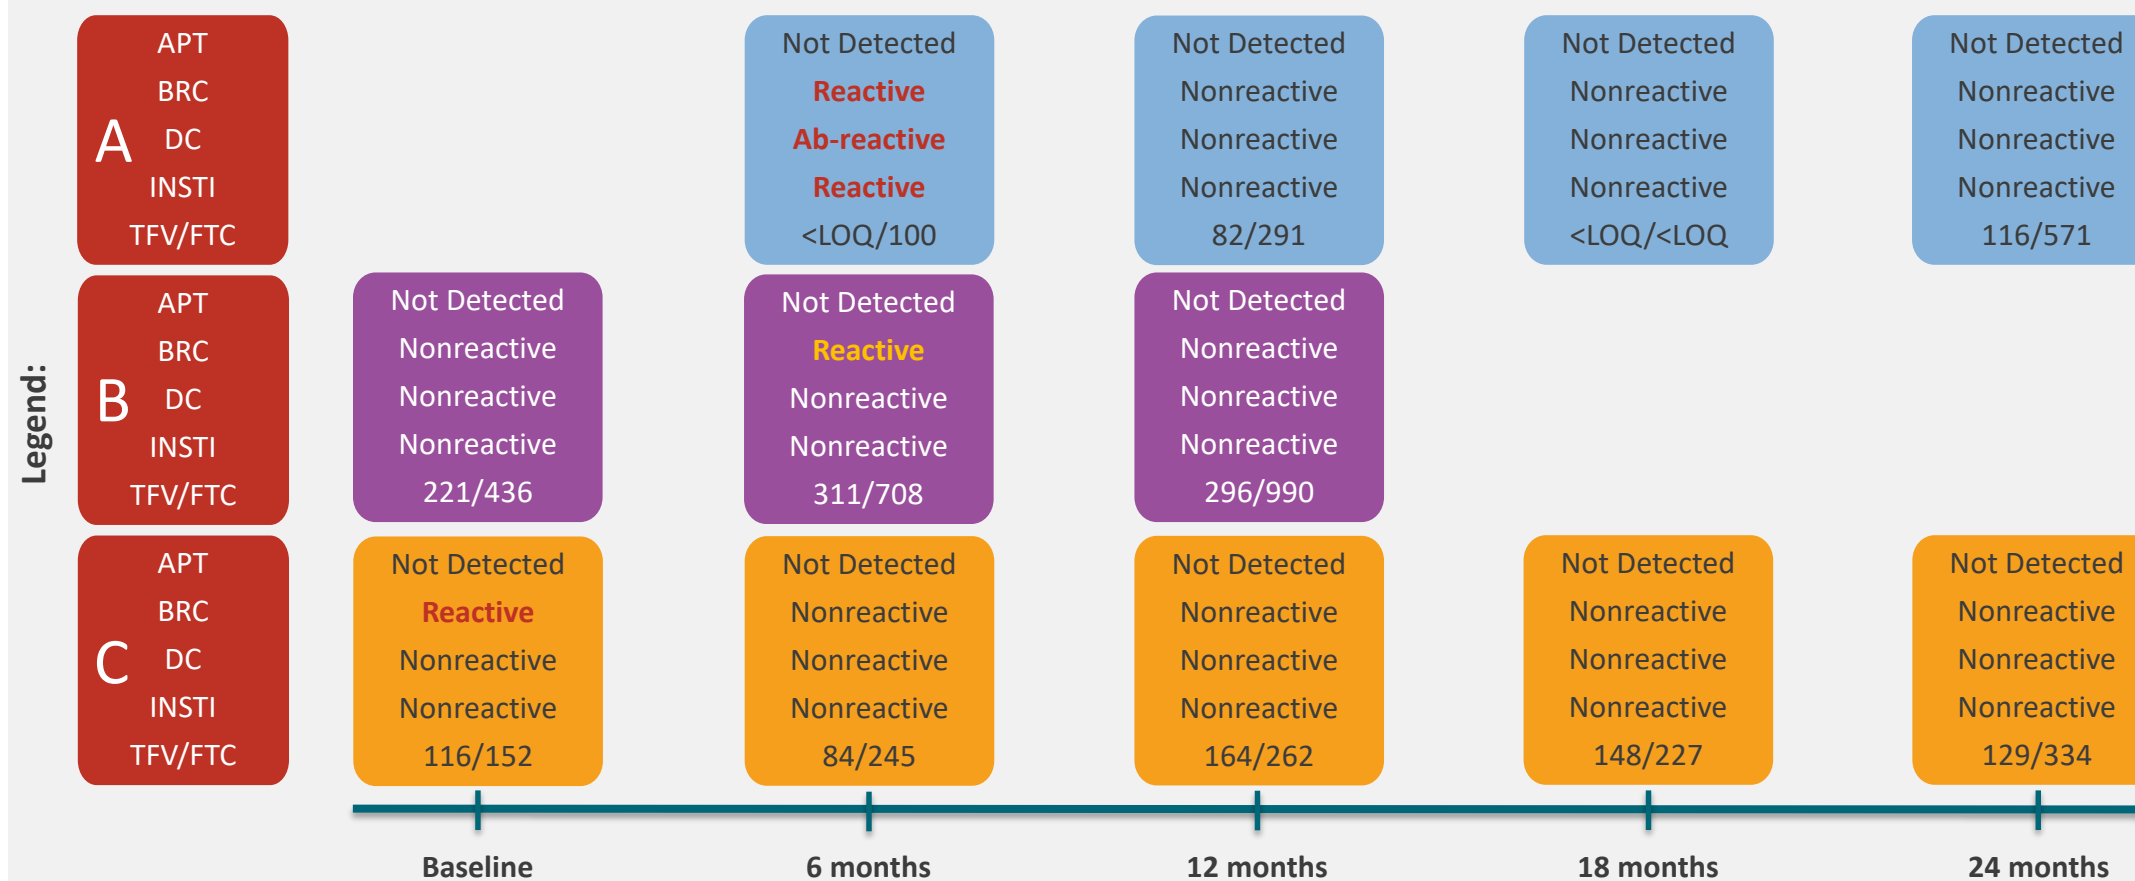 Legend:
A
APT
BRC
DC
INSTI
TFV/FTC
Not Detected
Reactive
Ab-reactive
Reactive
<LOQ/100
Not Detected
Nonreactive
Nonreactive
Nonreactive
82/291
Not Detected
Nonreactive
Nonreactive
Nonreactive
<LOQ/<LOQ
Not Detected
Nonreactive
Nonreactive
Nonreactive
116/571
B
APT
BRC
DC
INSTI
TFV/FTC
Not Detected
Nonreactive
Nonreactive
Nonreactive
221/436
Not Detected
Reactive
Nonreactive
Nonreactive
311/708
Not Detected
Nonreactive
Nonreactive
Nonreactive
296/990
C
APT
BRC
DC
INSTI
TFV/FTC
Not Detected
Reactive
Nonreactive
Nonreactive
116/152
Not Detected
Nonreactive
Nonreactive
Nonreactive
84/245
Not Detected
Nonreactive
Nonreactive
Nonreactive
164/262
Not Detected
Nonreactive
Nonreactive
Nonreactive
148/227
Not Detected
Nonreactive
Nonreactive
Nonreactive
129/334
Baseline
6 months
12 months
18 months
24 months